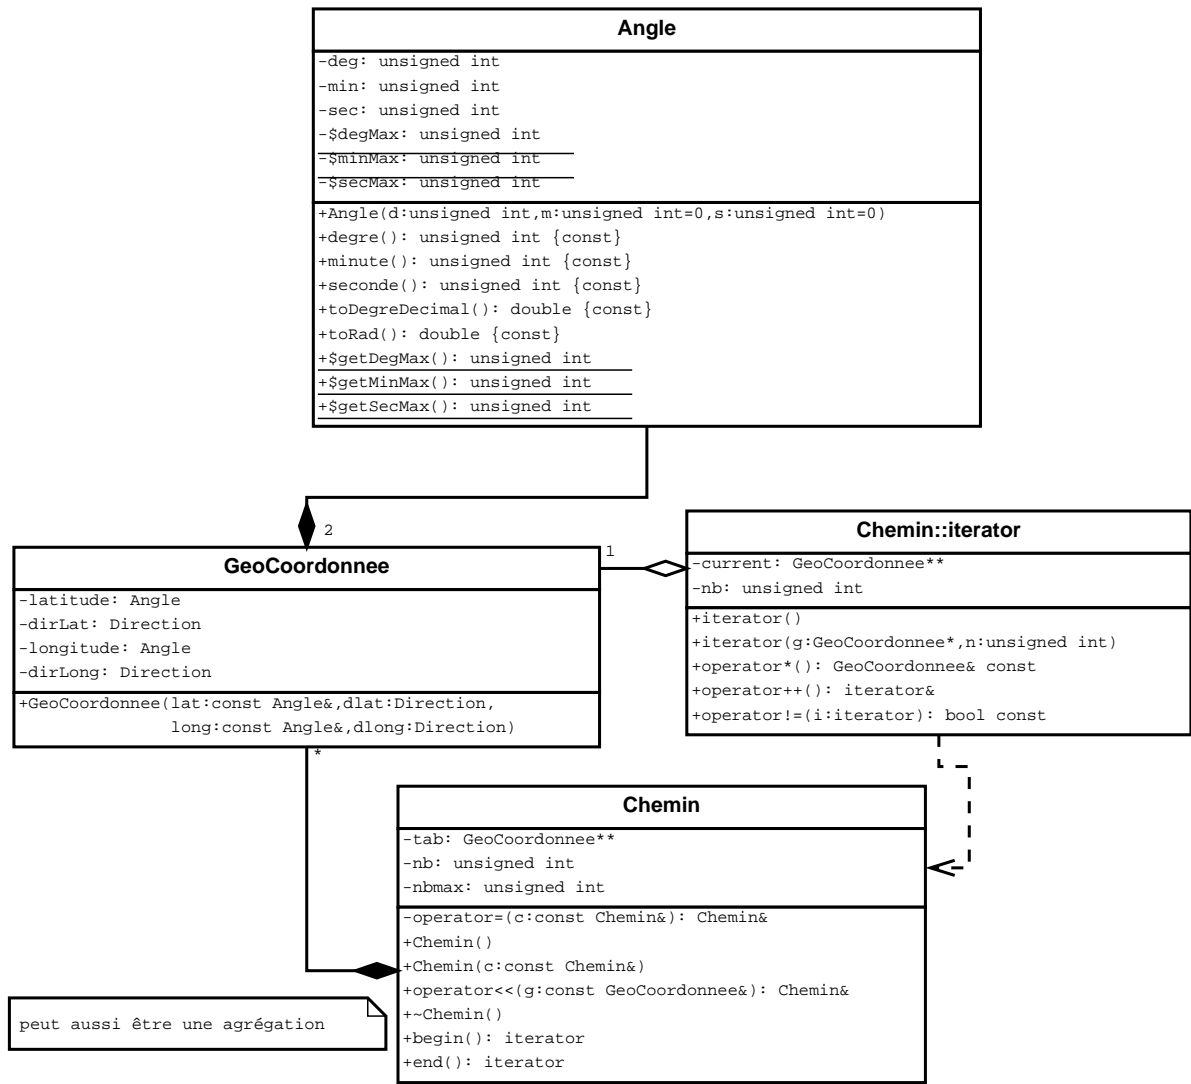 Angle
-deg: unsigned int
-min: unsigned int
-sec: unsigned int
-$degMax: unsigned int
-$minMax: unsigned int
-$secMax: unsigned int
+Angle(d:unsigned int,m:unsigned int=0,s:unsigned int=0)
+degre(): unsigned int {const}
+minute(): unsigned int {const}
+seconde(): unsigned int {const}
+toDegreDecimal(): double {const}
+toRad(): double {const}
+$getDegMax(): unsigned int
+$getMinMax(): unsigned int
+$getSecMax(): unsigned int
2
GeoCoordonnee
-latitude: Angle
-dirLat: Direction
-longitude: Angle
-dirLong: Direction
+GeoCoordonnee(lat:const Angle&,dlat:Direction,
long:const Angle&,dlong:Direction)
1
Chemin::iterator
-current: GeoCoordonnee**
-nb: unsigned int
+iterator()
+iterator(g:GeoCoordonnee*,n:unsigned int)
+operator*(): GeoCoordonnee& const
+operator++(): iterator&
+operator!=(i:iterator): bool const
*
Chemin
-tab: GeoCoordonnee**
-nb: unsigned int
-nbmax: unsigned int
-operator=(c:const Chemin&): Chemin&
+Chemin()
+Chemin(c:const Chemin&)
+operator<<(g:const GeoCoordonnee&): Chemin&
+~Chemin()
+begin(): iterator
+end(): iterator
peut aussi être une agrégation